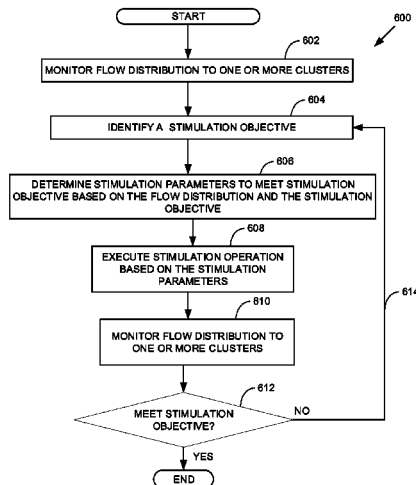 START
600
602
MONITOR FLOW DISTRIBUTION TO ONE OR MORE CLUSTERS
604
IDENTIFY A STIMULATION OBJECTIVE
606
DETERMINE STIMULATION PARAMETERS TO MEET STIMULATION
OBJECTIVE BASED ON THE FLOW DISTRIBUTION AND THE STIMULATION
OBJECTIVE
608
EXECUTE STIMULATION OPERATION
BASED ON THE STIMULATION
PARAMETERS
610
614
MONITOR FLOW DISTRIBUTION TO
ONE OR MORE CLUSTERS
612
MEET STIMULATION
OBJECTIVE?
NO
YES
END